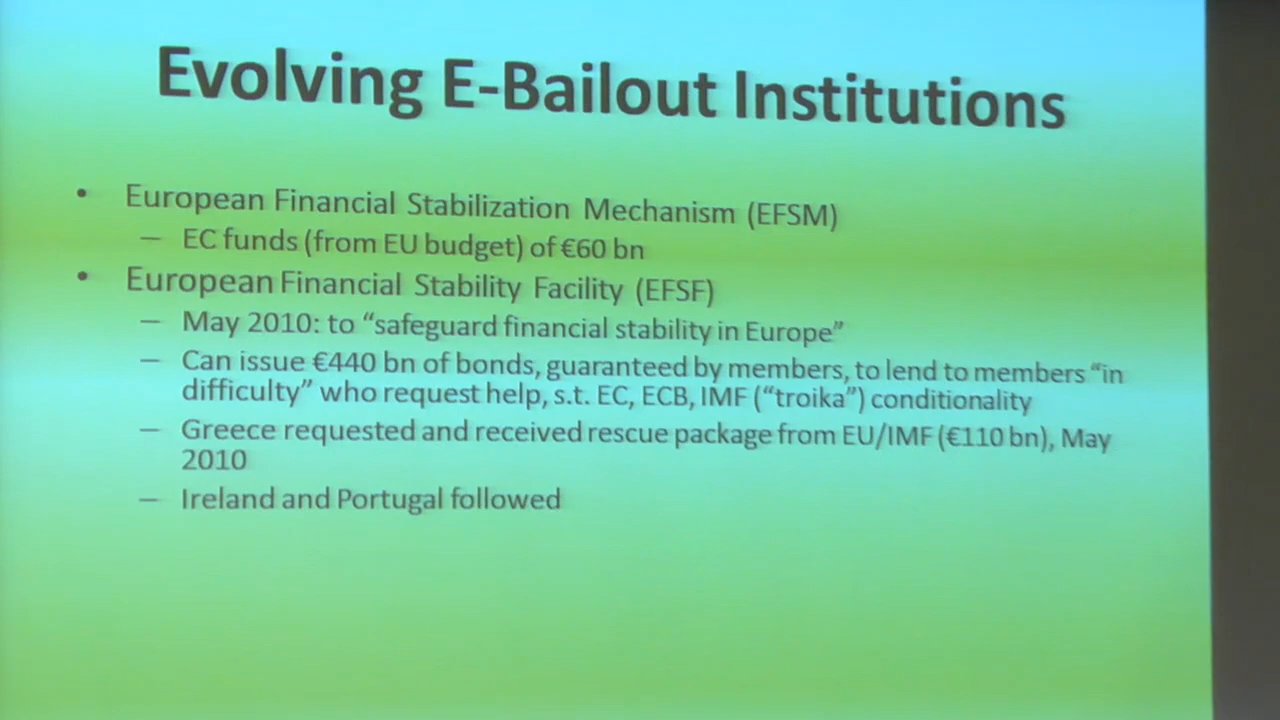 Evolving E-Bailout Institutions
• European Financial Stabilization Mechanism (EFSM)
– EC funds (from EU budget) of €60 bn
• European Financial Stability Facility (EFSF)
– May 2010: to “safeguard financial stability in Europe”
– Can issue €440 bn of bonds, guaranteed by members, to lend to members “in
difficulty” who request help, s.t. EC, ECB, IMF (“troika”) conditionality
– Greece requested and received rescue package from EU/IMF (€110 bn), May
2010
– Ireland and Portugal followed